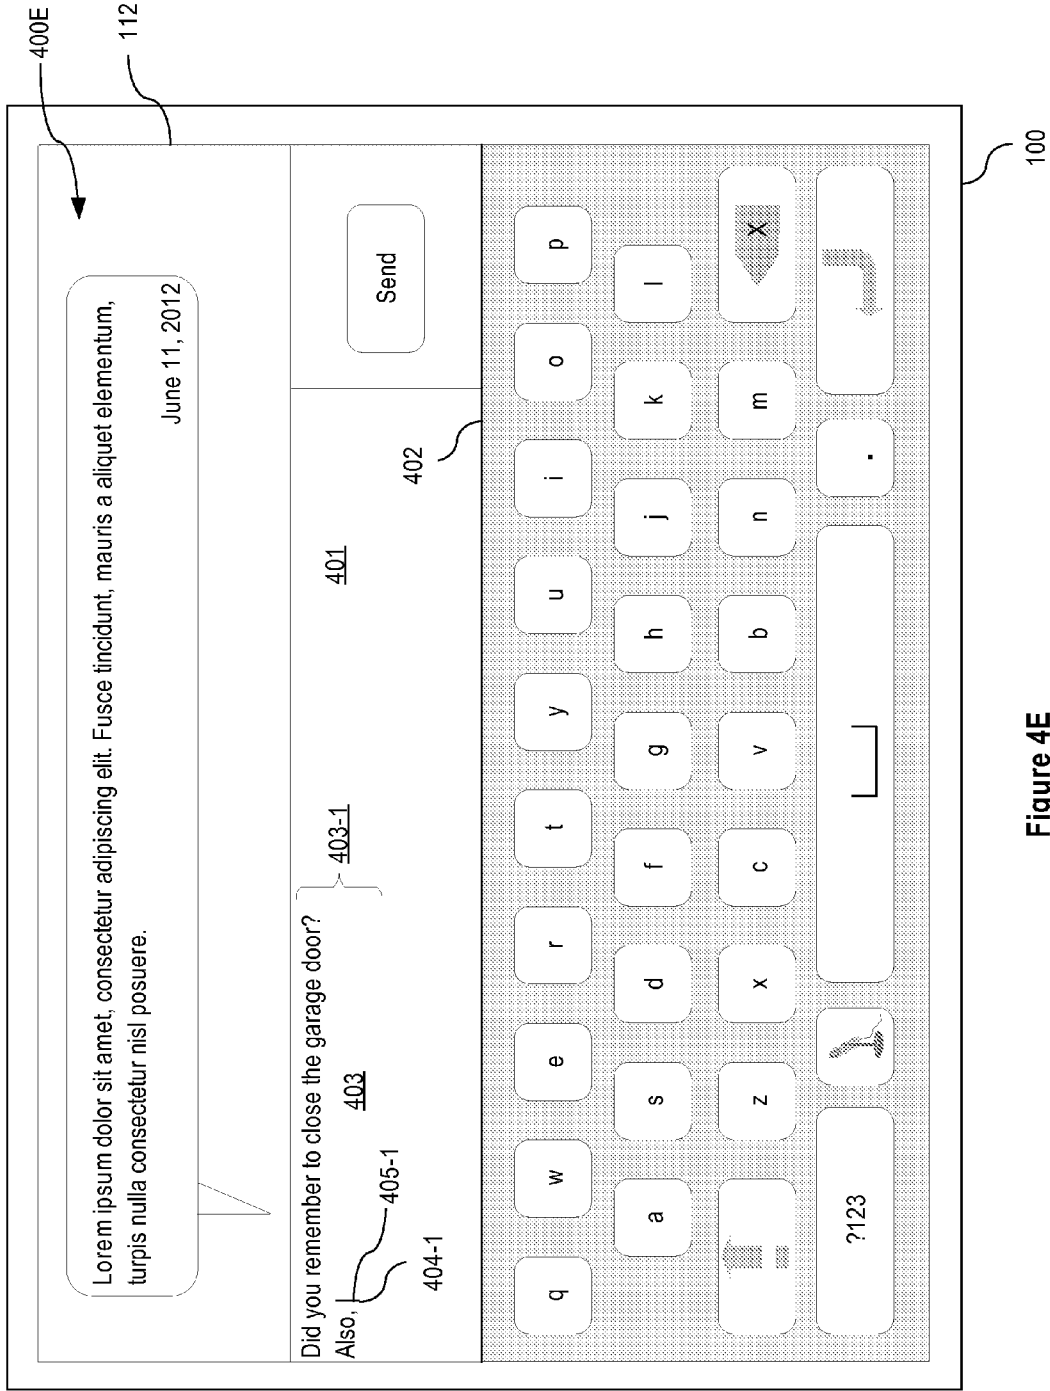 400E
112
Lorem ipsum dolor sit amet, consectetur adipiscing elit. Fusce tincidunt, mauris a aliquet elementum,
turpis nulla consectetur nisl posuere.
June 11, 2012
Did you remember to close the garage door?
403-1
Also,
403
401
405-1
404-1
Send
402
q w e r t y u i o p
a s d f g h j k l
z x c v b n m X
?123 .
100
Figure 4E